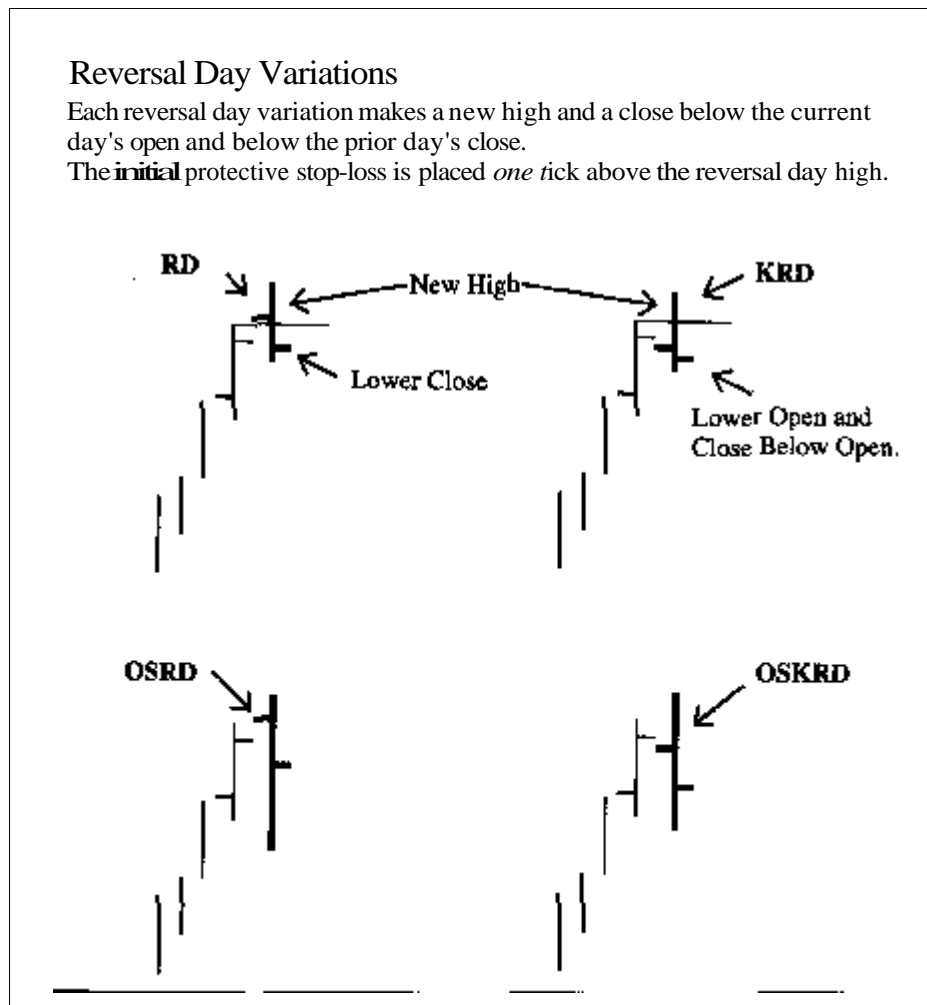 Reversal Day Variations
Each reversal day variation makes a new high and a close below the current
day's open and below the prior day's close.
The initial protective stop-loss is placed one tick above the reversal day high.
RD
New High
KRD
Lower Close
Lower Open and
Close Below Open.
OSRD
OSKRD